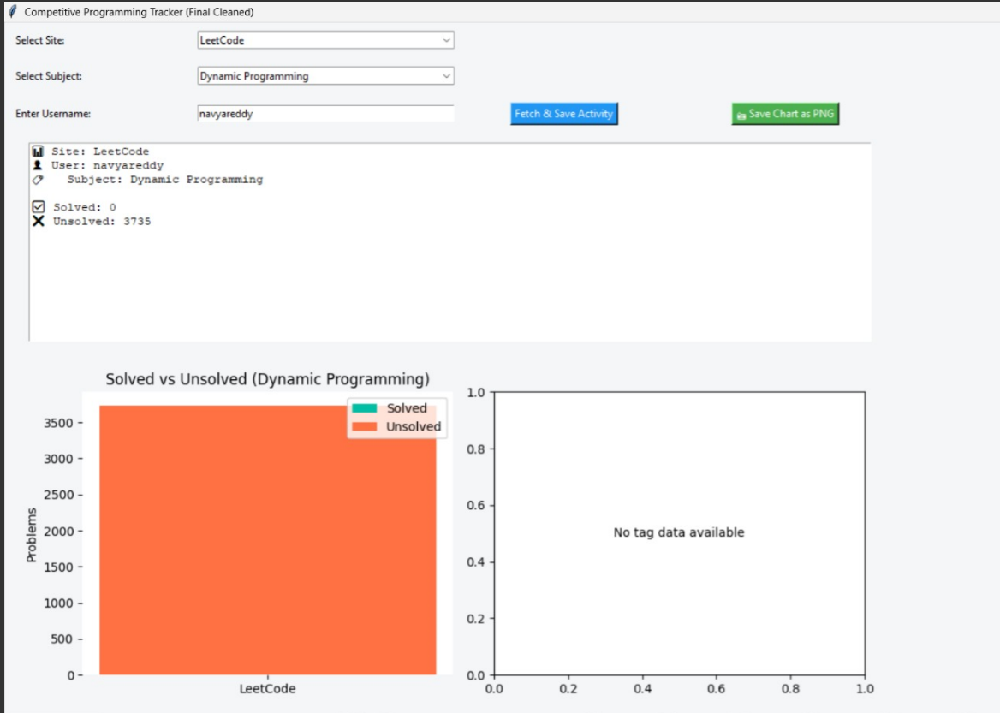 Competitive Programming Tracker (Final Cleaned)
Select Site:
LeetCode
Select Subject:
Dynamic Programming
Enter Username:
navyareddy
Fetch & Save Activity
Save Chart as PNG
Site: LeetCode
User: navyareddy
Subject: Dynamic Programming
Solved: 0
Unsolved: 3735
Solved vs Unsolved (Dynamic Programming)
Solved
Unsolved
3500
3000
2500
2000
1500
1000
500
0
Problems
LeetCode
1.0
0.8
0.6
0.4
0.2
0.0
No tag data available
0.0 0.2 0.4 0.6 0.8 1.0